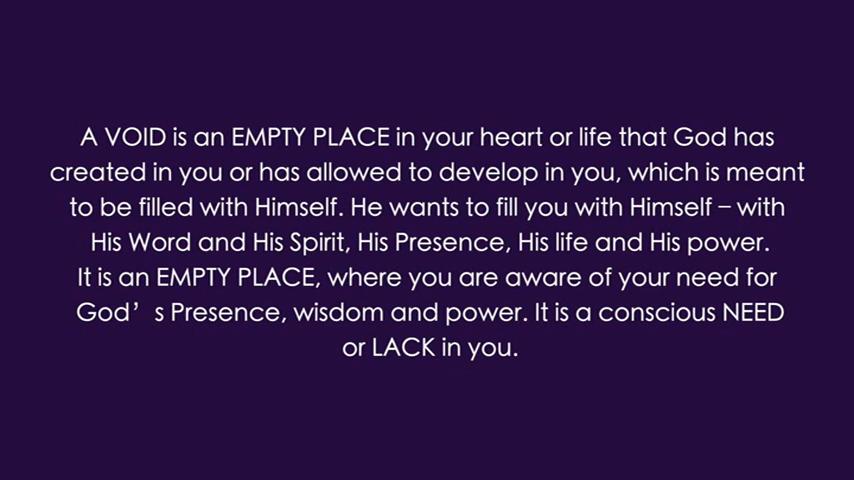 A VOID is an EMPTY PLACE in your heart or life that God has
created in you or has allowed to develop in you, which is meant
to be filled with Himself. He wants to fill you with Himself – with
His Word and His Spirit, His Presence, His life and His power.
It is an EMPTY PLACE, where you are aware of your need for
God’s Presence, wisdom and power. It is a conscious NEED
or LACK in you.